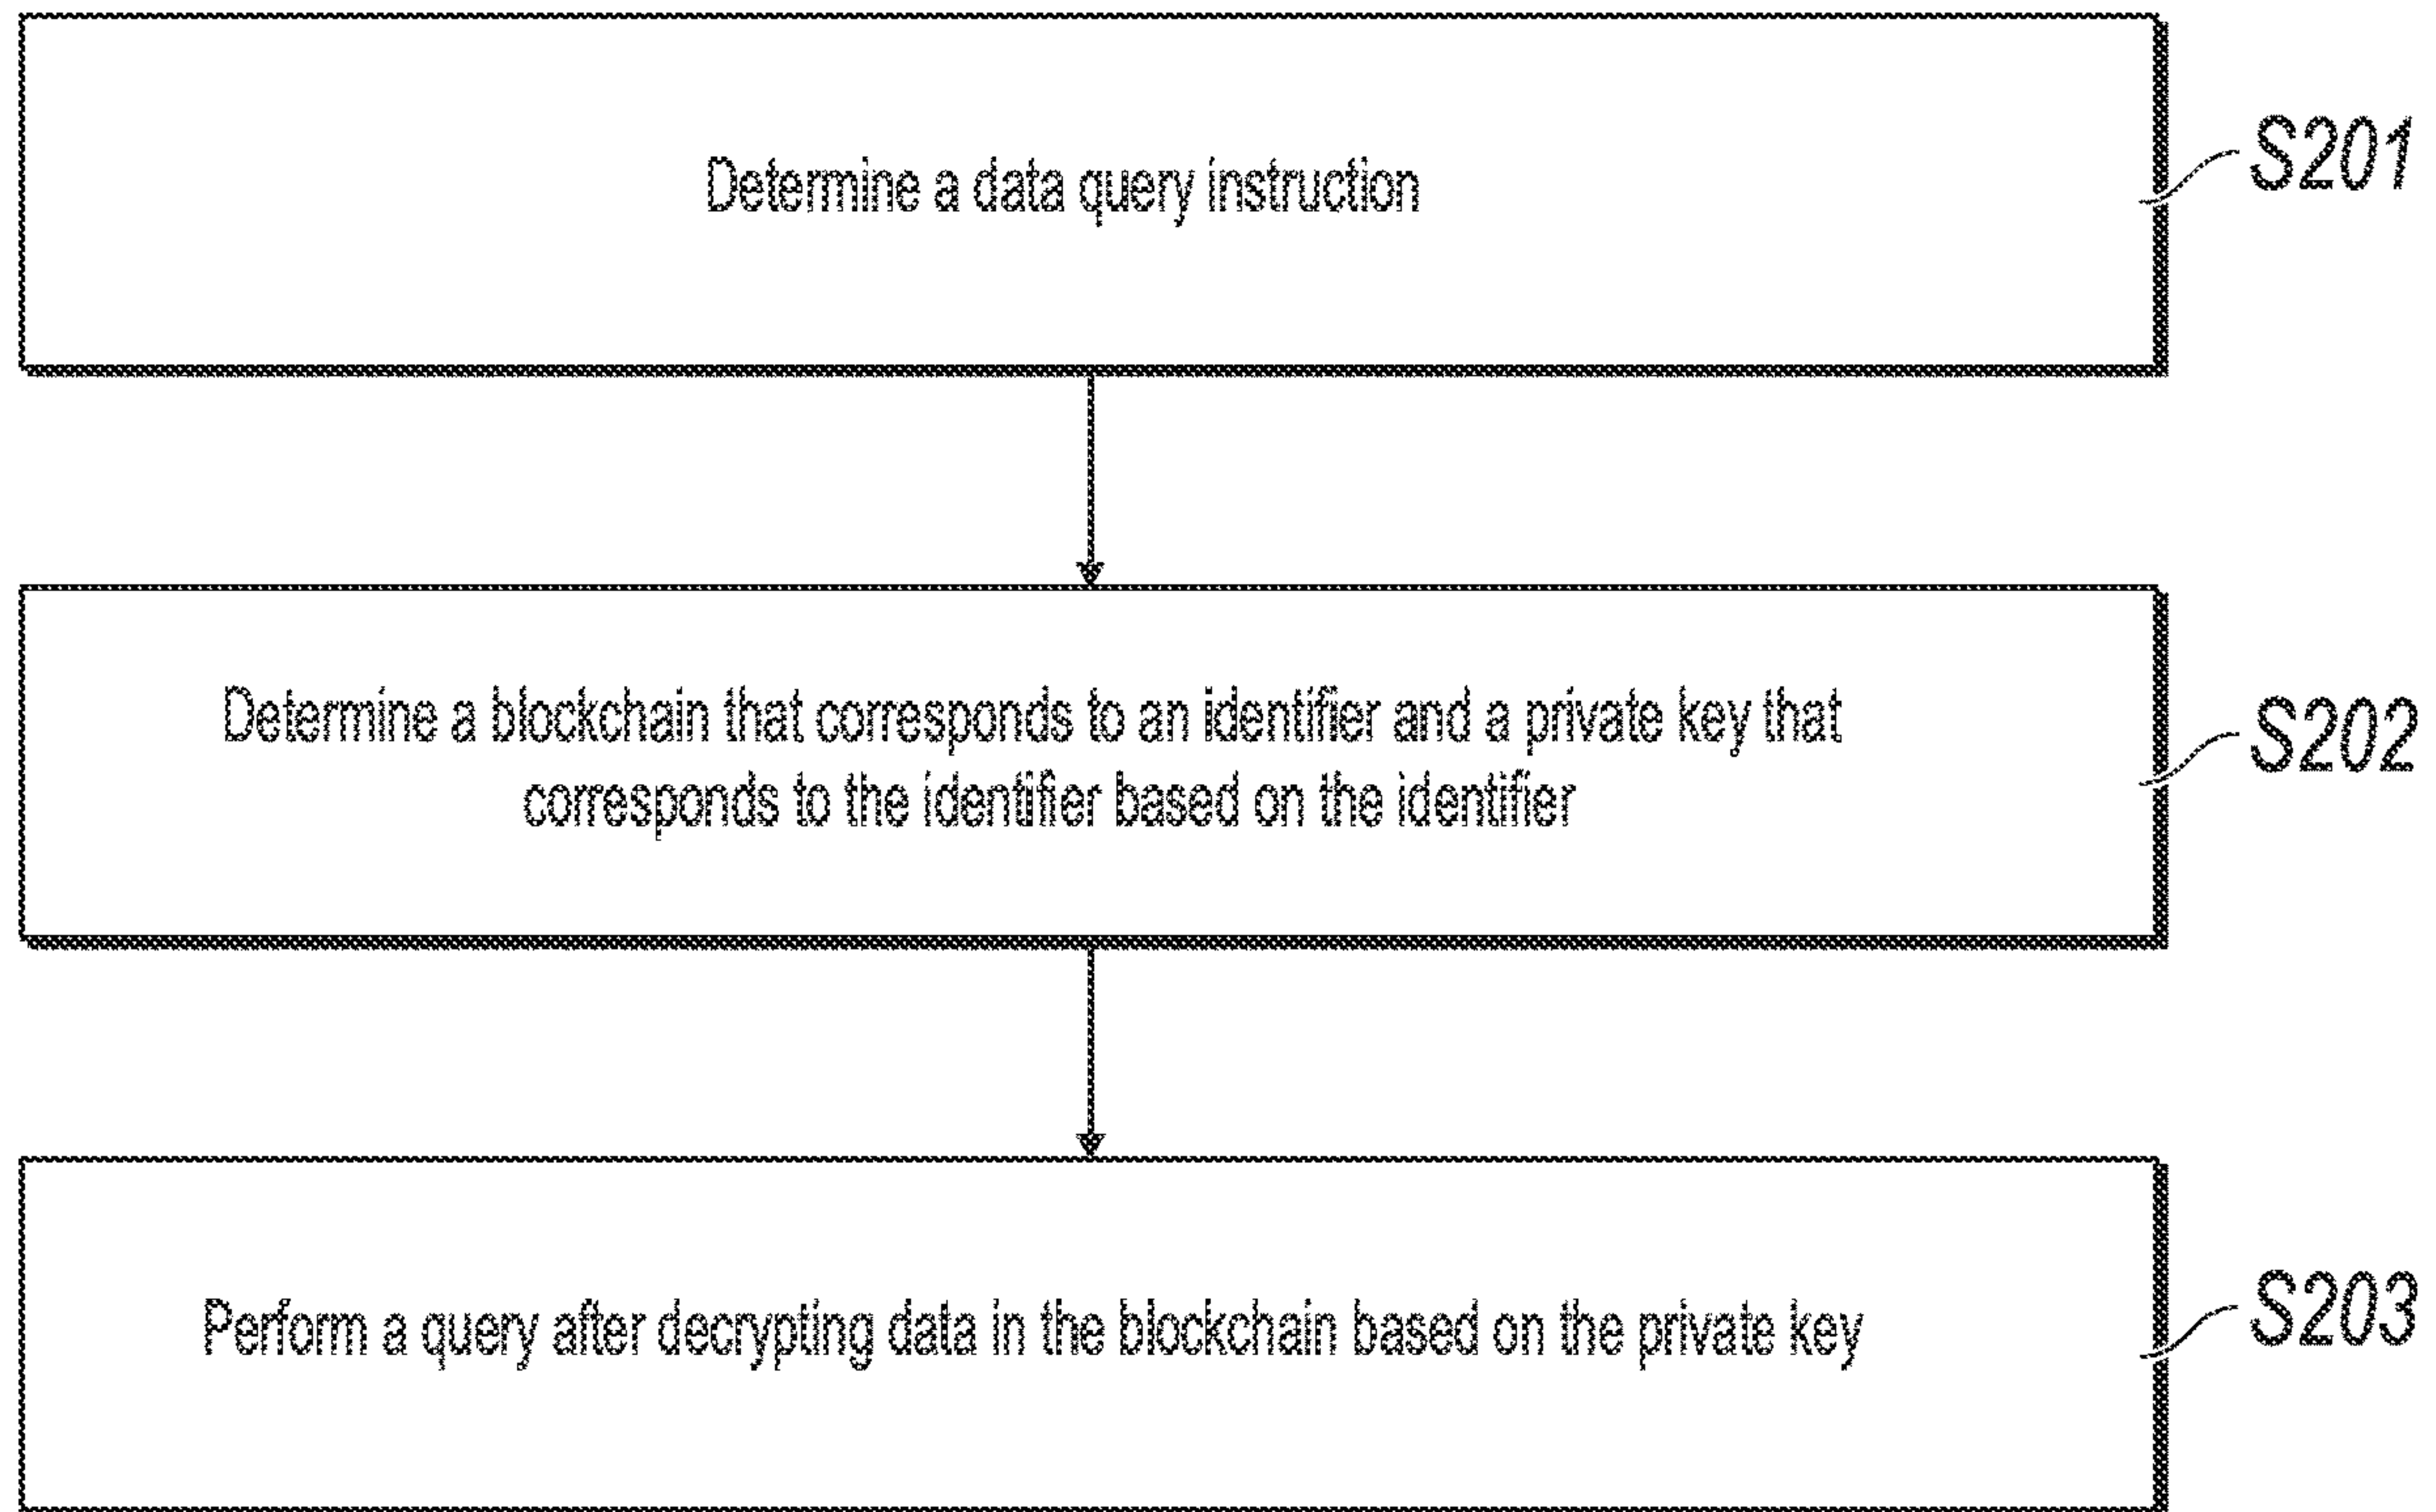 Determine a data query instruction
S201
Determine a blockchain that corresponds to an identifier and a private key that
corresponds to the identifier based on the identifier
S202
Perform a query after decrypting data in the blockchain based on the private key
S203